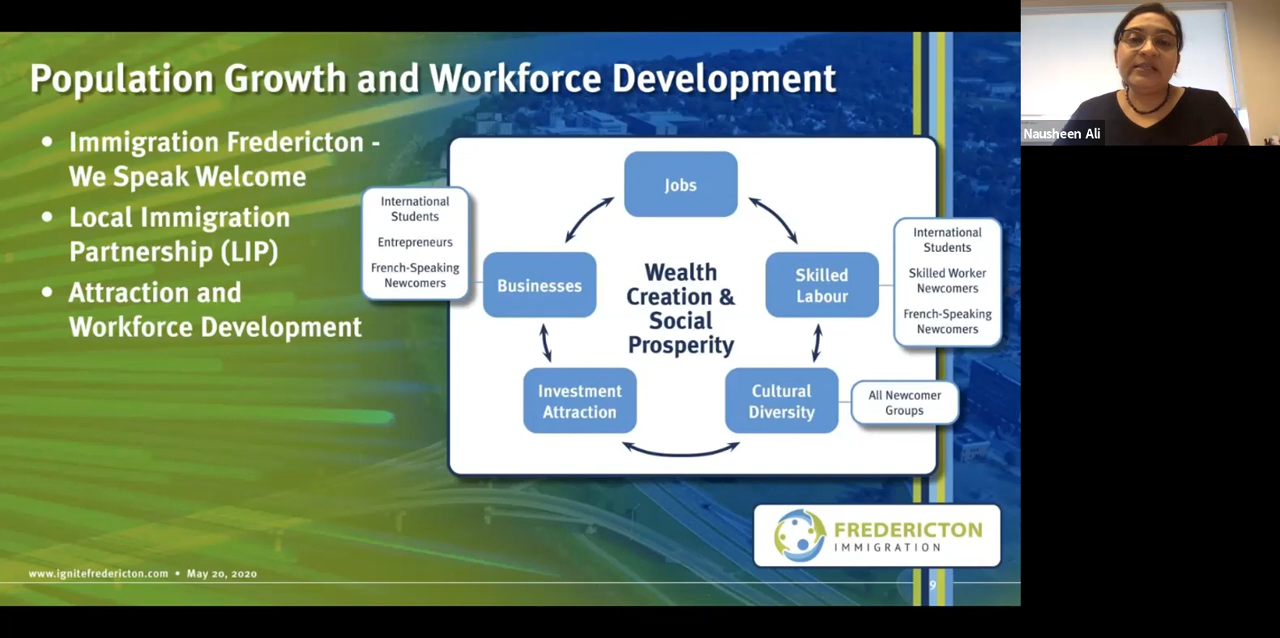 Population Growth and Workforce Development
• Immigration Fredericton -
We Speak Welcome
• Local Immigration
Partnership (LIP)
• Attraction and
Workforce Development
Jobs
International
Students
Entrepreneurs
French-Speaking
Newcomers
Businesses
Wealth
Creation &
Social
Prosperity
Skilled
Labour
International
Students
Skilled Worker
Newcomers
French-Speaking
Newcomers
Investment
Attraction
Cultural
Diversity
All Newcomer
Groups
FREDERICTON
IMMIGRATION
www.ignitefredericton.com • May 20, 2020
9
Nausheen Ali